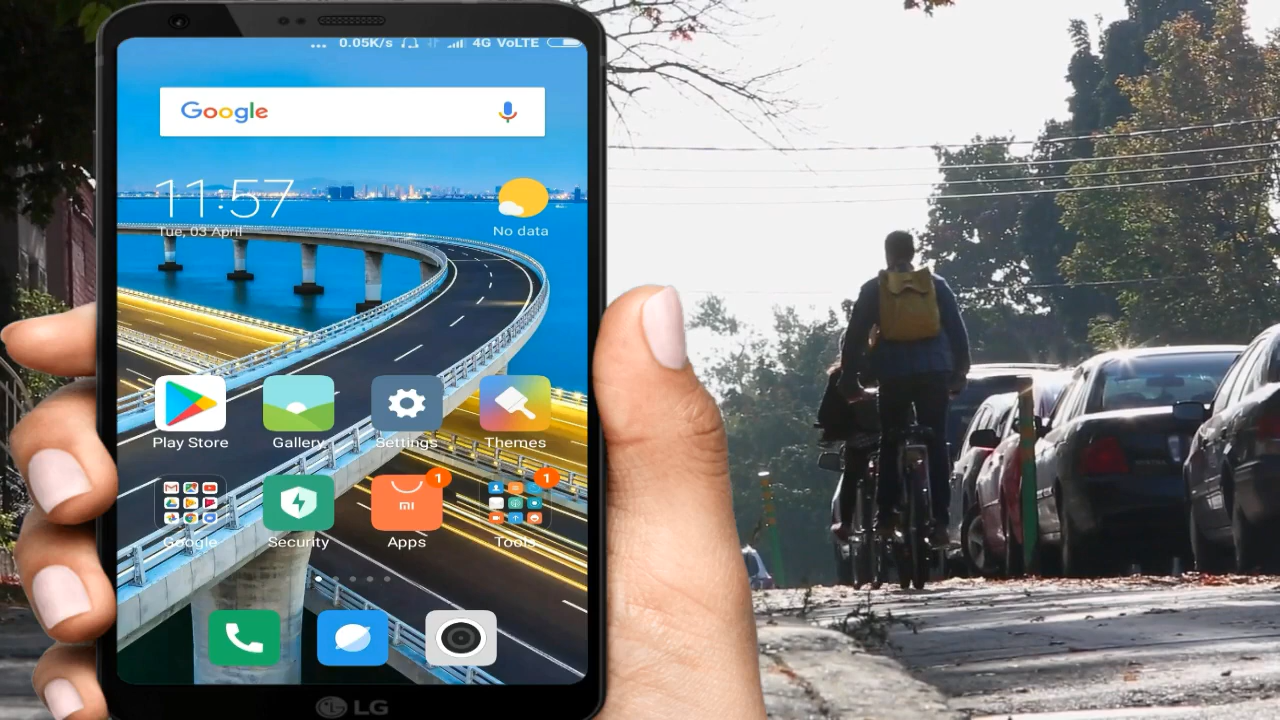 ... 0.05K/s 4G VoLTE
Google
11:57
Tue, 03 April
No data
Play Store Gallery Settings Themes
1 1
mi
Google Security Apps Tools
LG